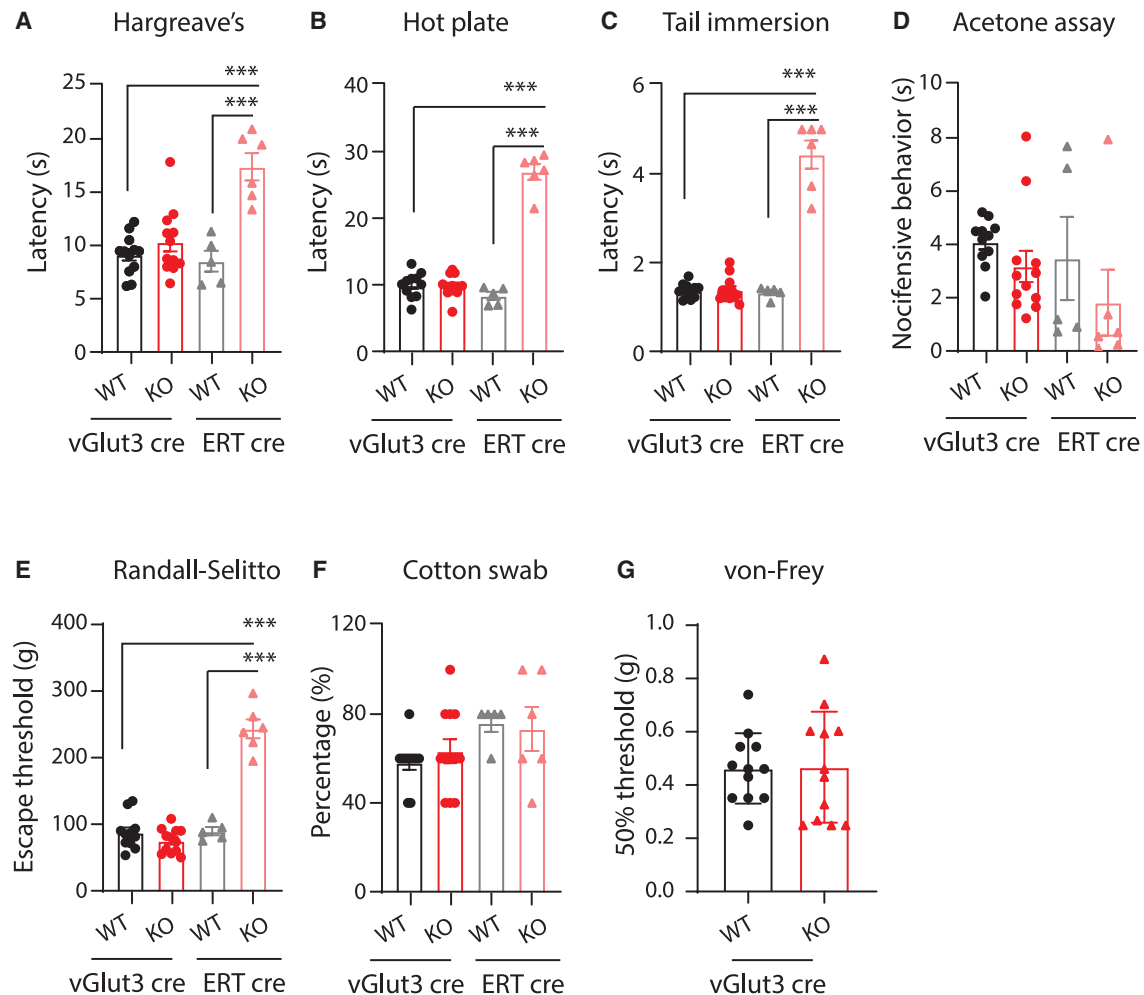 A Hargreave's
Latency (s)
25
20
15
10
5
0
***
***
WT KO WT KO
vGlut3 cre ERT cre
B Hot plate
Latency (s)
40
30
20
10
0
***
***
WT KO WT KO
vGlut3 cre ERT cre
C Tail immersion
Latency (s)
6
4
2
0
***
***
WT KO WT KO
vGlut3 cre ERT cre
D Acetone assay
Nocifensive behavior (s)
10
8
6
4
2
0
WT KO WT KO
vGlut3 cre ERT cre
E Randall-Selitto
Escape threshold (g)
400
300
200
100
0
***
***
WT KO WT KO
vGlut3 cre ERT cre
F Cotton swab
Percentage (%)
120
80
40
0
WT KO WT KO
vGlut3 cre ERT cre
G von-Frey
50% threshold (g)
1.0
0.8
0.6
0.4
0.2
0.0
WT KO
vGlut3 cre